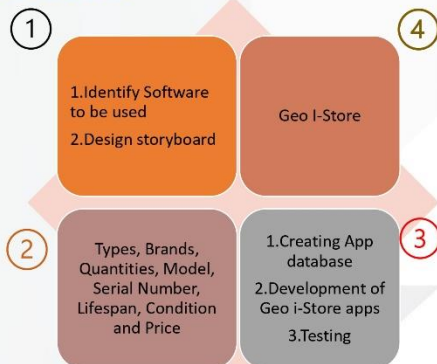 1
1.Identify Software
to be used
2.Design storyboard
2
Types, Brands,
Quantities, Model,
Serial Number,
Lifespan, Condition
and Price
3
1.Creating App
database
2.Development of
Geo i-Store apps
3.Testing
4
Geo I-Store